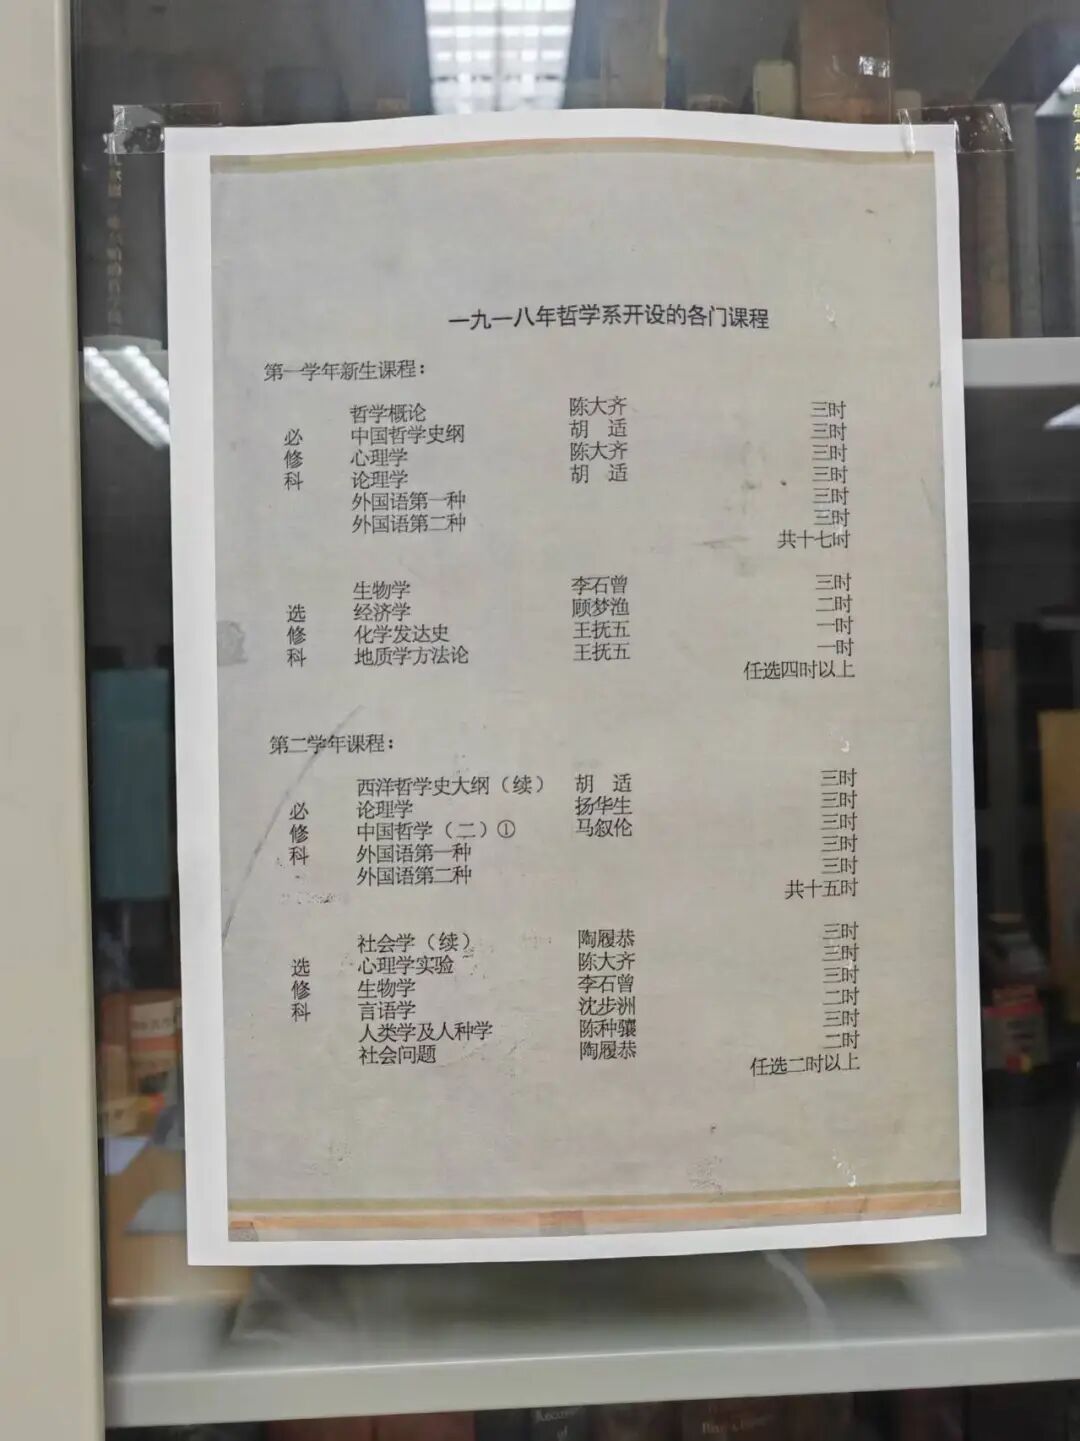 一九一八年哲学系开设的各门课程
第一学年新生课程：
必修科
哲学概论 陈大齐 三时
中国哲学史纲 胡 适 三时
心理学 陈大齐 三时
论理学 胡 适 三时
外国语第一种 三时
外国语第二种 三时
共十七时
选修科
生物学 李石曾 三时
经济学 顾梦渔 二时
化学发达史 王抚五 一时
地质学方法论 王抚五 一时
任选四时以上
第二学年课程：
必修科
西洋哲学史大纲（续） 胡 适 三时
论理学 扬华生 三时
中国哲学（二）① 马叙伦 三时
外国语第一种 三时
外国语第二种 三时
共十五时
选修科
社会学（续） 陶履恭 三时
心理学实验 陈大齐 三时
生物学 李石曾 三时
言语学 沈步洲 二时
人类学及人种学 陈种骧 三时
社会问题 陶履恭 二时
任选二时以上